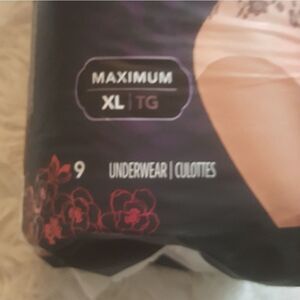 MAXIMUM
XL | TG
9 UNDERWEAR | CULOTTES